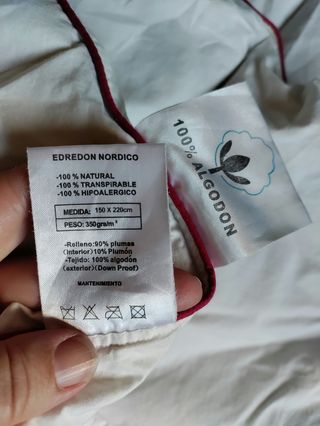 EDREDON NORDICO
-100 % NATURAL
-100 % TRANSPIRABLE
-100 % HIPOALERGICO
MEDIDA: 150 X 220cm
PESO: 350grs/m²
-Relleno:90% plumas
(interior)10% Plumón
-Tejido: 100% algodón
(exterior) (Down Proof)
MANTENIMIENTO
100% ALGODON